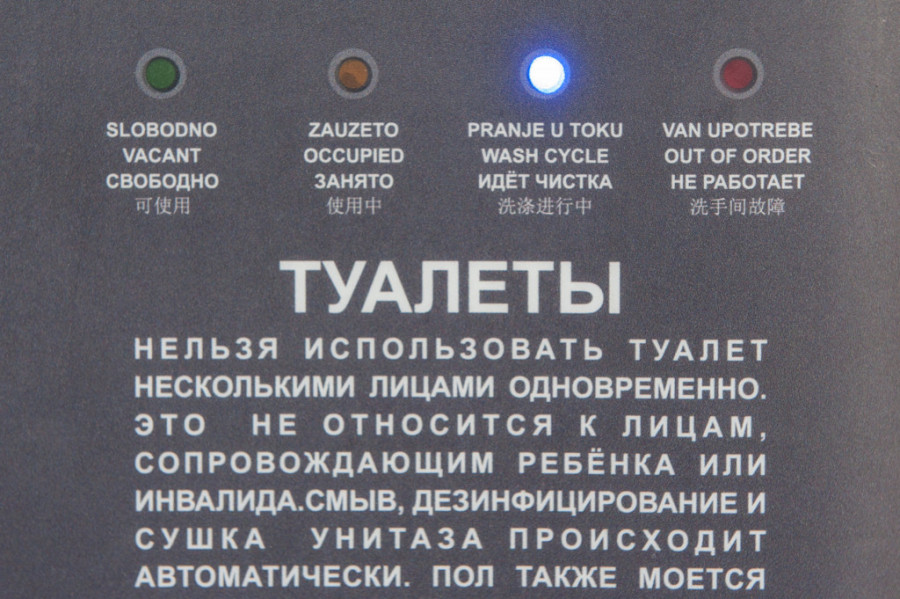 SLOBODNO ZAUZETO PRANJE U TOKU VAN UPOTREBE
VACANT OCCUPIED WASH CYCLE OUT OF ORDER
СВОБОДНО ЗАНЯТО ИДЁТ ЧИСТКА НЕ РАБОТАЕТ
可使用 使用中 洗涤进行中 洗手间故障
ТУАЛЕТЫ
НЕЛЬЗЯ ИСПОЛЬЗОВАТЬ ТУАЛЕТ
НЕСКОЛЬКИМИ ЛИЦАМИ ОДНОВРЕМЕННО.
ЭТО НЕ ОТНОСИТСЯ К ЛИЦАМ,
СОПРОВОЖДАЮЩИМ РЕБЁНКА ИЛИ
ИНВАЛИДА.СМЫВ, ДЕЗИНФИЦИРОВАНИЕ И
СУШКА УНИТАЗА ПРОИСХОДИТ
АВТОМАТИЧЕСКИ. ПОЛ ТАКЖЕ МОЕТСЯ